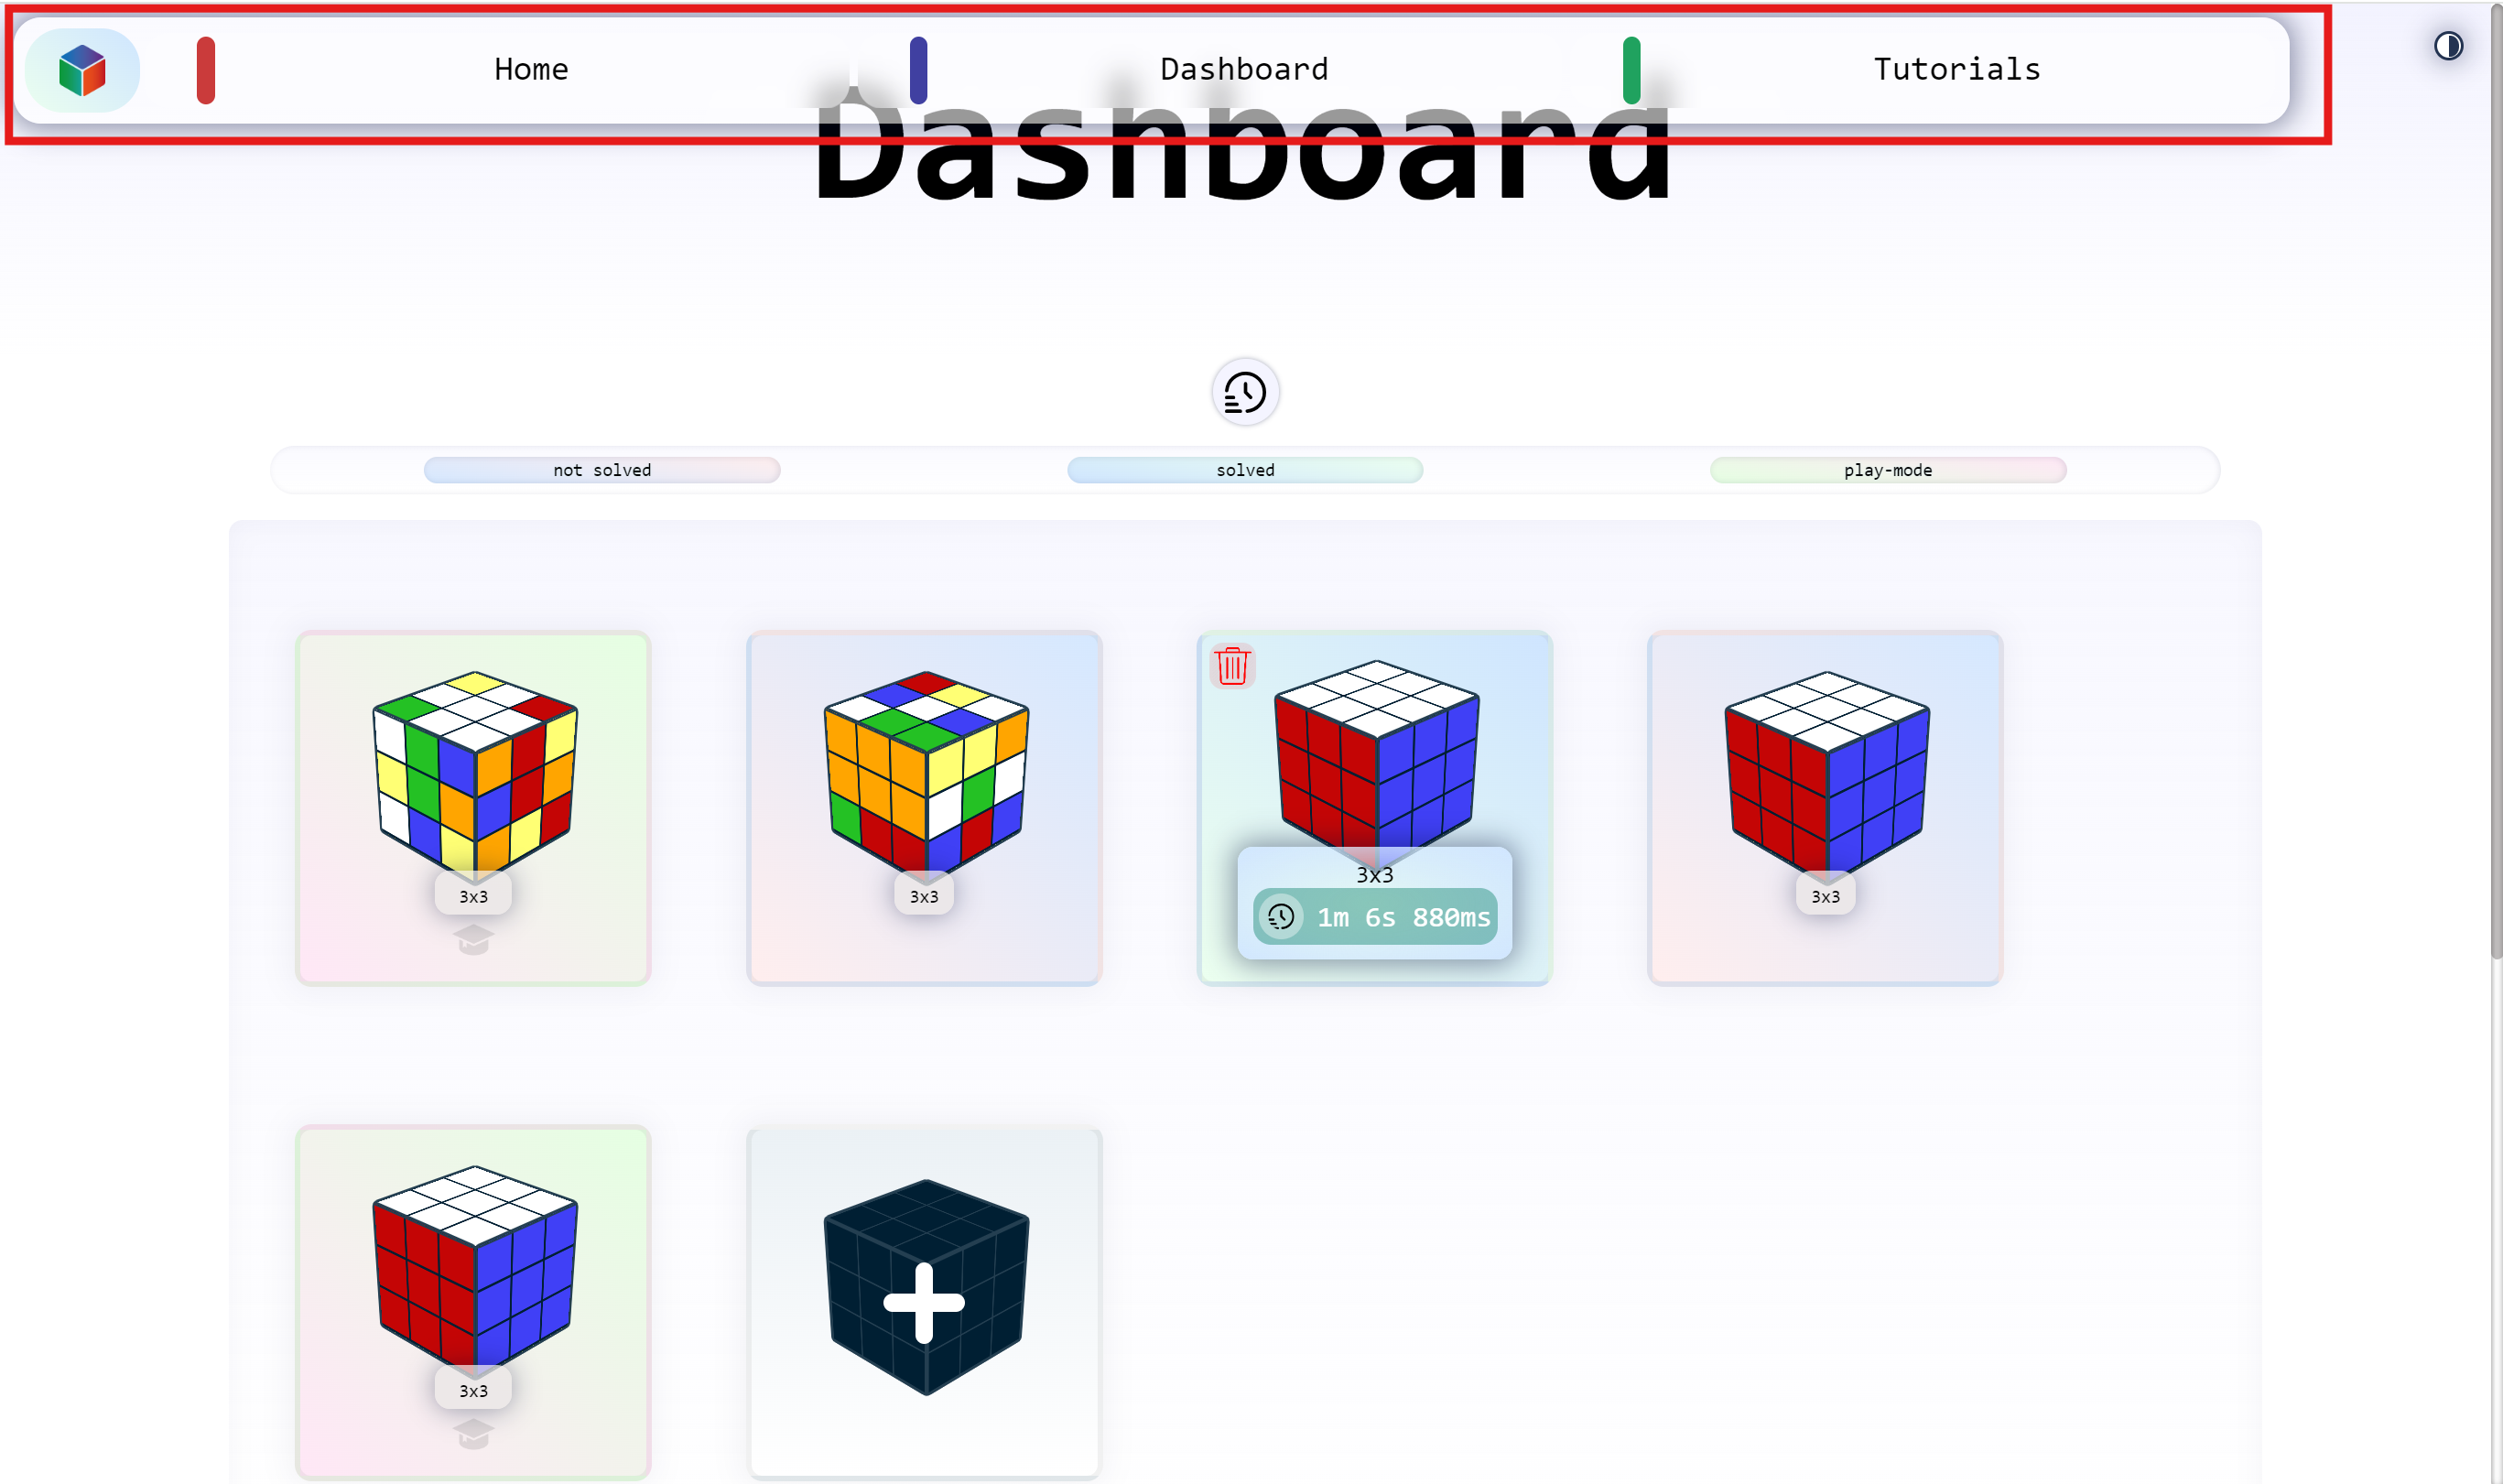 Home
Dashboard
Tutorials
Dashboard
not solved
solved
play-mode
3x3
3x3
3x3
1m 6s 880ms
3x3
3x3